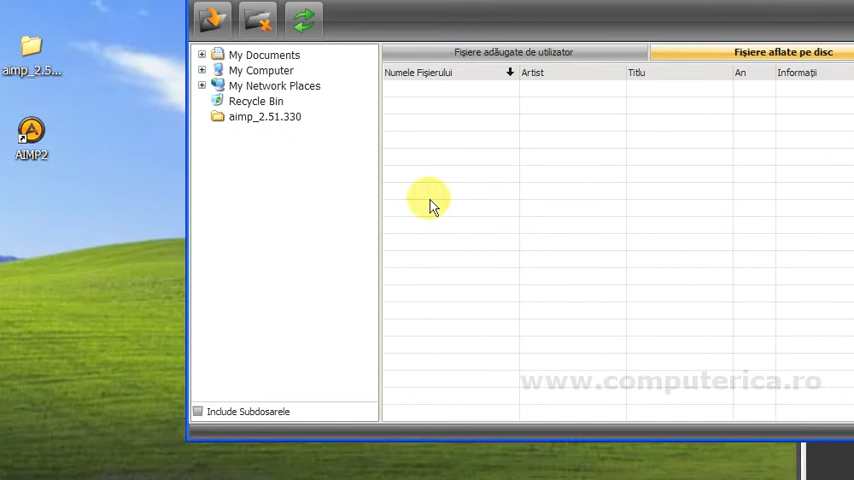 aimp_2.5...
AIMP2
My Documents
My Computer
My Network Places
Recycle Bin
aimp_2.51.330
Include Subdosarele
Fișiere adăugate de utilizator
Fișiere aflate pe disc
Numele Fișierului
Artist
Titlu
An
Informații
www.computerica.ro